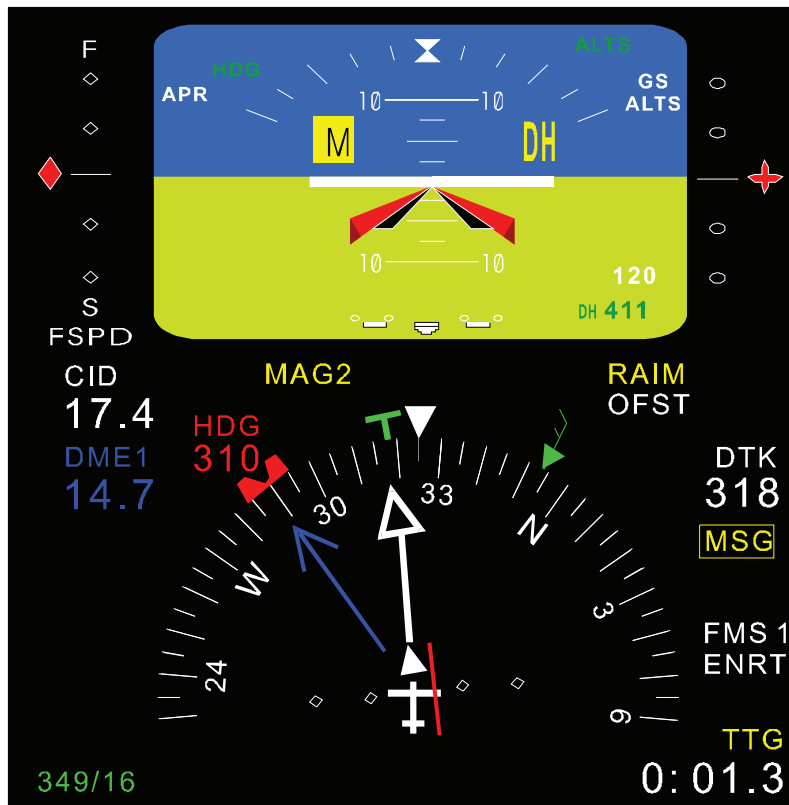 F
HDG
ALTS
APR
GS
ALTS
10 10
M
DH
10 10
120
DH 411
S
FSPD
CID
17.4
MAG2
RAIM
OFST
DME1
14.7
HDG
310
DTK
318
MSG
30
33
N
W
3
24
6
FMS 1
ENRT
TTG
0:01.3
349/16